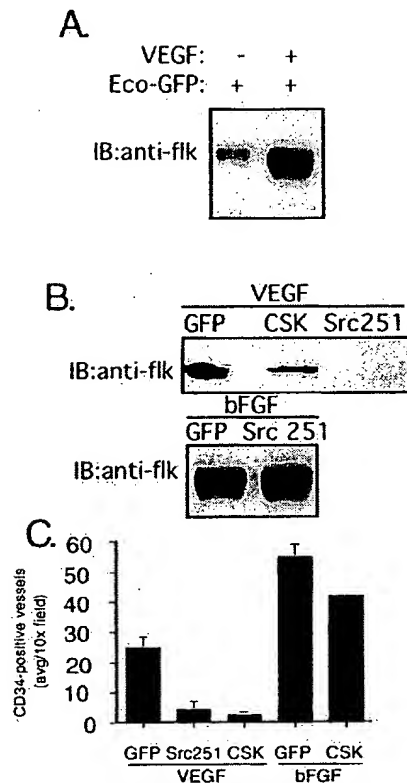 A.
VEGF: - +
Eco-GFP: + +
IB:anti-flk
B.
VEGF
GFP CSK Src251
IB:anti-flk
bFGF
GFP Src 251
IB:anti-flk
C.
CD34-positive vessels
(avg/10x field)
60
50
40
30
20
10
0
GFP Src251 CSK GFP CSK
VEGF bFGF